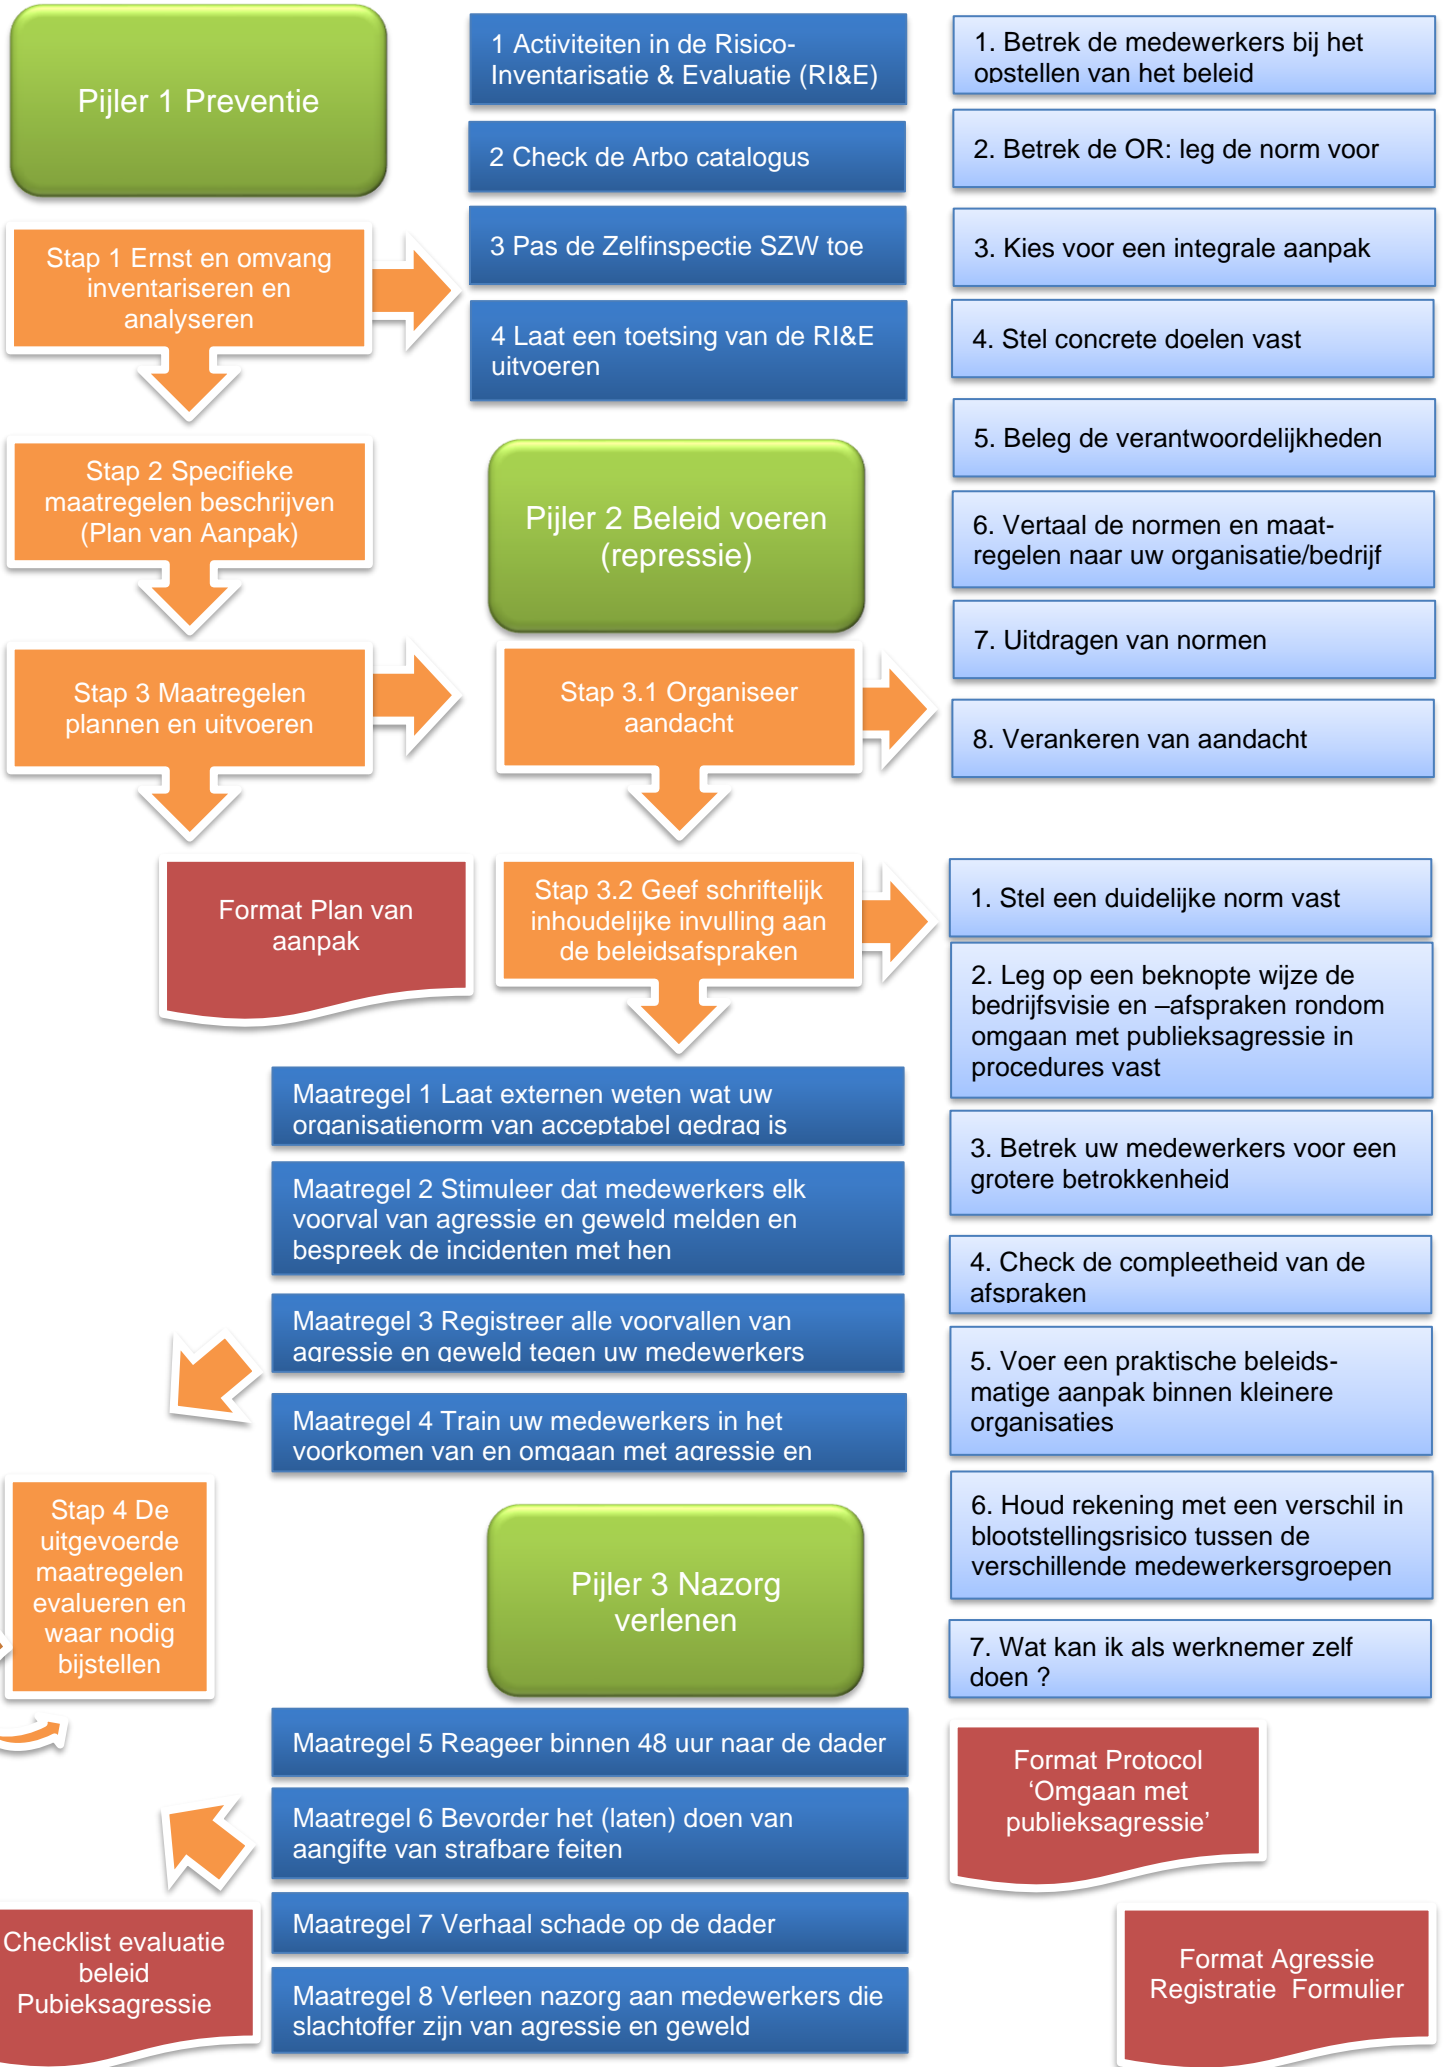 Pijler 1 Preventie
1 Activiteiten in de Risico-
Inventarisatie & Evaluatie (RI&E)
2 Check de Arbo catalogus
3 Pas de Zelfinspectie SZW toe
4 Laat een toetsing van de RI&E
uitvoeren
1. Betrek de medewerkers bij het
opstellen van het beleid
2. Betrek de OR: leg de norm voor
3. Kies voor een integrale aanpak
4. Stel concrete doelen vast
5. Beleg de verantwoordelijkheden
6. Vertaal de normen en maat-
regelen naar uw organisatie/bedrijf
7. Uitdragen van normen
8. Verankeren van aandacht
Stap 1 Ernst en omvang
inventariseren en
analyseren
Stap 2 Specifieke
maatregelen beschrijven
(Plan van Aanpak)
Stap 3 Maatregelen
plannen en uitvoeren
Format Plan van
aanpak
Pijler 2 Beleid voeren
(repressie)
Stap 3.1 Organiseer
aandacht
Stap 3.2 Geef schriftelijk
inhoudelijke invulling aan
de beleidsafspraken
1. Stel een duidelijke norm vast
2. Leg op een beknopte wijze de
bedrijfsvisie en –afspraken rondom
omgaan met publieksagressie in
procedures vast
3. Betrek uw medewerkers voor een
grotere betrokkenheid
4. Check de compleetheid van de
afspraken
5. Voer een praktische beleids-
matige aanpak binnen kleinere
organisaties
6. Houd rekening met een verschil in
blootstellingsrisico tussen de
verschillende medewerkersgroepen
7. Wat kan ik als werknemer zelf
doen ?
Maatregel 1 Laat externen weten wat uw
organisatienorm van acceptabel gedrag is
Maatregel 2 Stimuleer dat medewerkers elk
voorval van agressie en geweld melden en
bespreek de incidenten met hen
Maatregel 3 Registreer alle voorvallen van
agressie en geweld tegen uw medewerkers
Maatregel 4 Train uw medewerkers in het
voorkomen van en omgaan met agressie en
Stap 4 De
uitgevoerde
maatregelen
evalueren en
waar nodig
bijstellen
Pijler 3 Nazorg
verlenen
Maatregel 5 Reageer binnen 48 uur naar de dader
Maatregel 6 Bevorder het (laten) doen van
aangifte van strafbare feiten
Maatregel 7 Verhaal schade op de dader
Maatregel 8 Verleen nazorg aan medewerkers die
slachtoffer zijn van agressie en geweld
Checklist evaluatie
beleid
Pubieksagressie
Format Protocol
‘Omgaan met
publieksagressie’
Format Agressie
Registratie Formulier